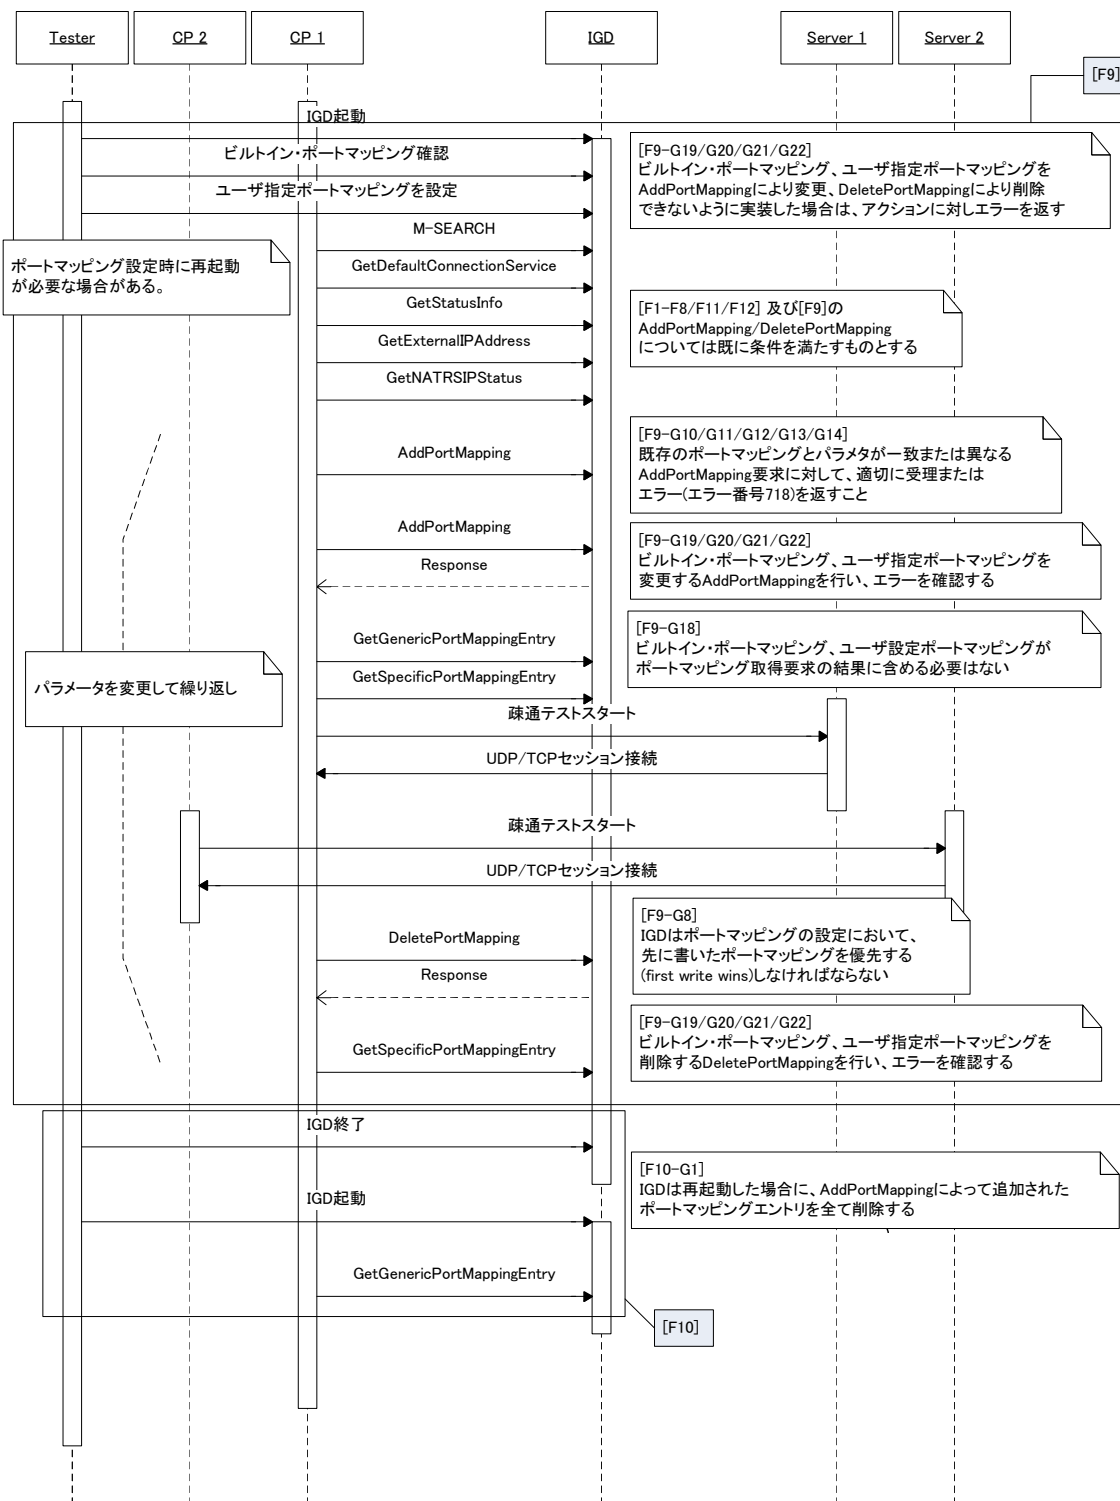 Tester
CP 2
CP 1
IGD
Server 1
Server 2
[F9]
IGD起動
ビルトイン・ポートマッピング確認
ユーザ指定ポートマッピングを設定
[F9-G19/G20/G21/G22]
ビルトイン・ポートマッピング、ユーザ指定ポートマッピングを
AddPortMappingにより変更、DeletePortMappingにより削除
できないように実装した場合は、アクションに対しエラーを返す
M-SEARCH
ポートマッピング設定時に再起動
が必要な場合がある。
GetDefaultConnectionService
GetStatusInfo
GetExternalIPAddress
GetNATRSIPStatus
[F1-F8/F11/F12] 及び[F9]の
AddPortMapping/DeletePortMapping
については既に条件を満たすものとする
AddPortMapping
[F9-G10/G11/G12/G13/G14]
既存のポートマッピングとパラメタが一致または異なる
AddPortMapping要求に対して、適切に受理または
エラー(エラー番号718)を返すこと
AddPortMapping
Response
[F9-G19/G20/G21/G22]
ビルトイン・ポートマッピング、ユーザ指定ポートマッピングを
変更するAddPortMappingを行い、エラーを確認する
GetGenericPortMappingEntry
GetSpecificPortMappingEntry
[F9-G18]
ビルトイン・ポートマッピング、ユーザ設定ポートマッピングが
ポートマッピング取得要求の結果に含める必要はない
パラメータを変更して繰り返し
疎通テストスタート
UDP/TCPセッション接続
疎通テストスタート
UDP/TCPセッション接続
[F9-G8]
IGDはポートマッピングの設定において、
先に書いたポートマッピングを優先する
(first write wins)しなければならない
DeletePortMapping
Response
[F9-G19/G20/G21/G22]
ビルトイン・ポートマッピング、ユーザ指定ポートマッピングを
削除するDeletePortMappingを行い、エラーを確認する
GetSpecificPortMappingEntry
IGD終了
[F10-G1]
IGDは再起動した場合に、AddPortMappingによって追加された
ポートマッピングエントリを全て削除する
IGD起動
GetGenericPortMappingEntry
[F10]